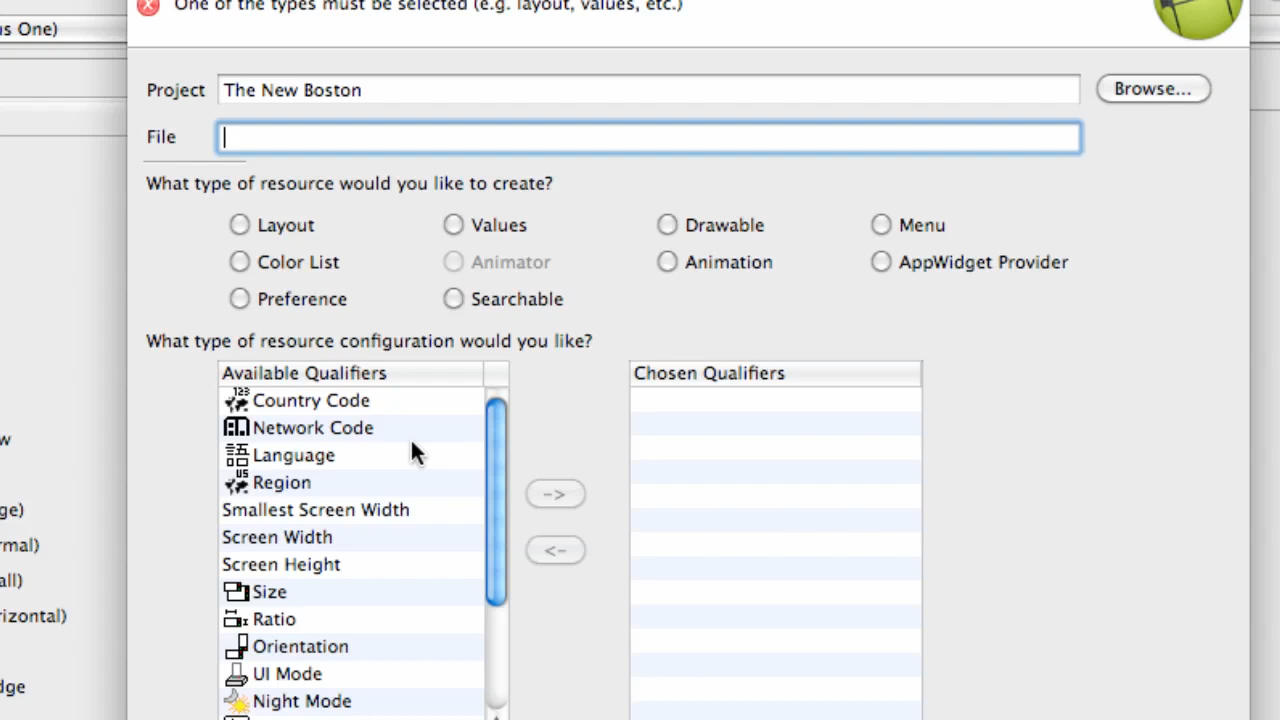 One of the types must be selected (e.g. layout, values, etc.)
us One)
Project The New Boston Browse...
File
What type of resource would you like to create?
Layout Values Drawable Menu
Color List Animator Animation AppWidget Provider
Preference Searchable
What type of resource configuration would you like?
Available Qualifiers Chosen Qualifiers
123 Country Code
Network Code
w
Language
US Region
ge) Smallest Screen Width
-> 
Screen Width
rmal)
<-
Screen Height
all)
Size
rizontal) Ratio
Orientation
UI Mode
dge
Night Mode